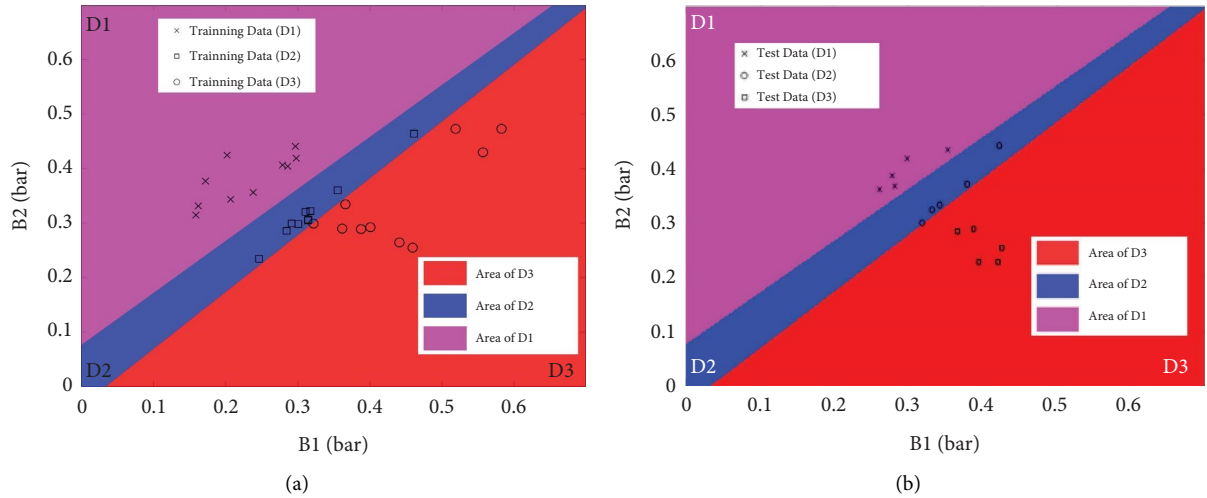 D1
Trainning Data (D1)
Trainning Data (D2)
Trainning Data (D3)
0.6
0.5
0.4
0.3
0.2
0.1
0
B2 (bar)
Area of D3
Area of D2
Area of D1
D2
D3
0 0.1 0.2 0.3 0.4 0.5 0.6
B1 (bar)
(a)
D1
Test Data (D1)
Test Data (D2)
Test Data (D3)
0.6
0.5
0.4
0.3
0.2
0.1
0
B2 (bar)
Area of D3
Area of D2
Area of D1
D2
D3
0 0.1 0.2 0.3 0.4 0.5 0.6
B1 (bar)
(b)